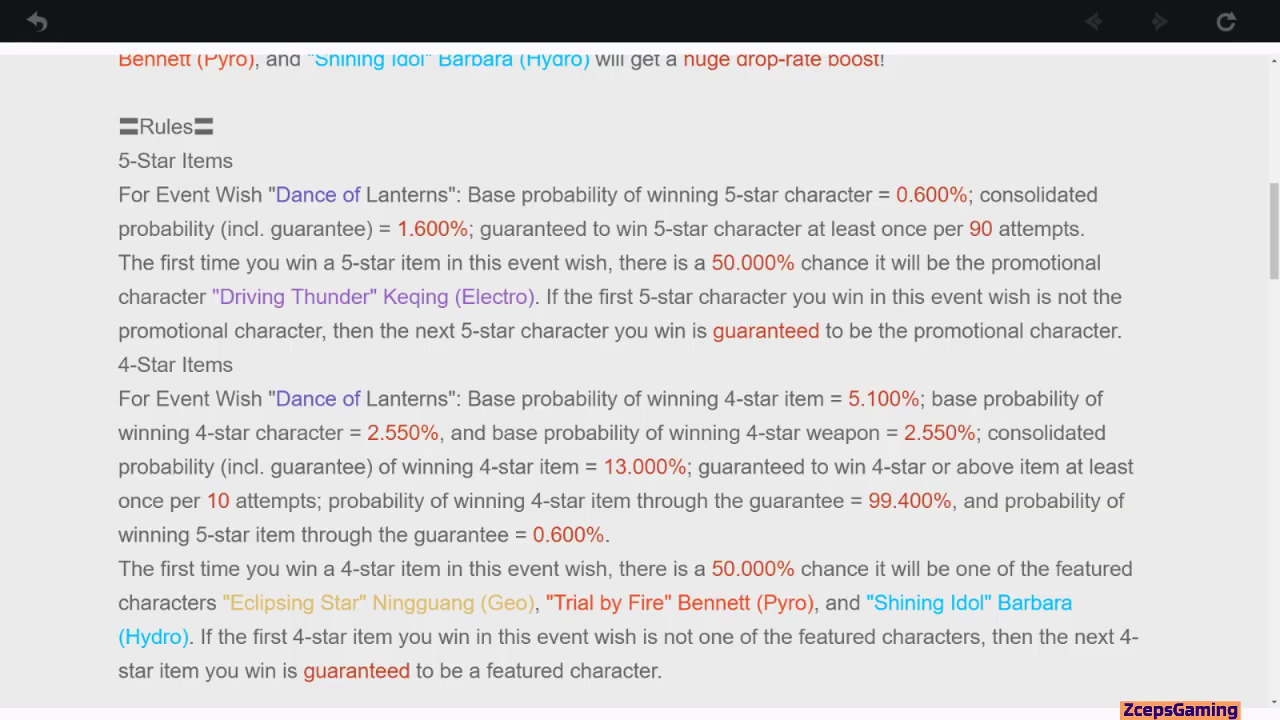 Bennett (Pyro), and "Shining Idol" Barbara (Hydro) will get a huge drop-rate boost!
〓Rules〓
5-Star Items
For Event Wish "Dance of Lanterns": Base probability of winning 5-star character = 0.600%; consolidated
probability (incl. guarantee) = 1.600%; guaranteed to win 5-star character at least once per 90 attempts.
The first time you win a 5-star item in this event wish, there is a 50.000% chance it will be the promotional
character "Driving Thunder" Keqing (Electro). If the first 5-star character you win in this event wish is not the
promotional character, then the next 5-star character you win is guaranteed to be the promotional character.
4-Star Items
For Event Wish "Dance of Lanterns": Base probability of winning 4-star item = 5.100%; base probability of
winning 4-star character = 2.550%, and base probability of winning 4-star weapon = 2.550%; consolidated
probability (incl. guarantee) of winning 4-star item = 13.000%; guaranteed to win 4-star or above item at least
once per 10 attempts; probability of winning 4-star item through the guarantee = 99.400%, and probability of
winning 5-star item through the guarantee = 0.600%.
The first time you win a 4-star item in this event wish, there is a 50.000% chance it will be one of the featured
characters "Eclipsing Star" Ningguang (Geo), "Trial by Fire" Bennett (Pyro), and "Shining Idol" Barbara
(Hydro). If the first 4-star item you win in this event wish is not one of the featured characters, then the next 4-
star item you win is guaranteed to be a featured character.
ZcepsGaming